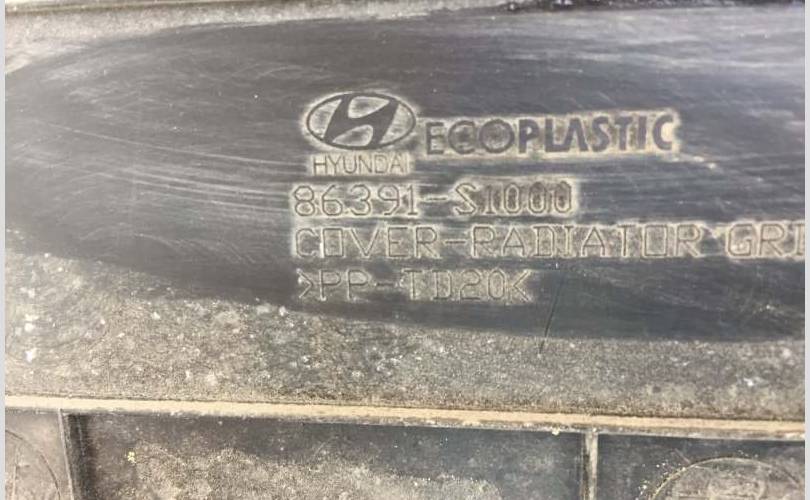 ECOPLASTIC
HYUNDAI
86391-S1000
COVER-RADIATOR GRI
>PP-TD20<